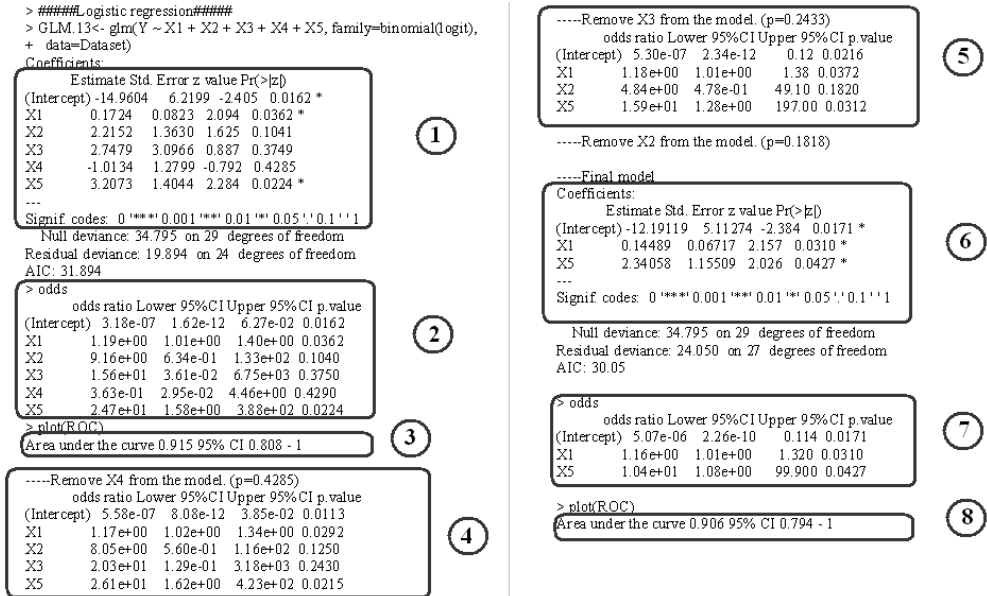 > #####Logistic regression#####
> GLM.13<- glm(Y ~ X1 + X2 + X3 + X4 + X5, family=binomial(logit),
+ data=Dataset)
Coefficients:
Estimate Std. Error z value Pr(>|z|)
(Intercept) -14.9604 6.2199 -2.405 0.0162 *
X1 0.1724 0.0823 2.094 0.0362 *
X2 2.2152 1.3630 1.625 0.1041
X3 2.7479 3.0966 0.887 0.3749
X4 -1.0134 1.2799 -0.792 0.4285
X5 3.2073 1.4044 2.284 0.0224 *
---
Signif. codes: 0 '***' 0.001 '**' 0.01 '*' 0.05 '.' 0.1 ' ' 1
1
Null deviance: 34.795 on 29 degrees of freedom
Residual deviance: 19.894 on 24 degrees of freedom
AIC: 31.894
> odds
odds ratio Lower 95%CI Upper 95%CI p.value
(Intercept) 3.18e-07 1.62e-12 6.27e-02 0.0162
X1 1.19e+00 1.01e+00 1.40e+00 0.0362
X2 9.16e+00 6.34e-01 1.33e+02 0.1040
X3 1.56e+01 3.61e-02 6.75e+03 0.3750
X4 3.63e-01 2.95e-02 4.46e+00 0.4290
X5 2.47e+01 1.58e+00 3.88e+02 0.0224
2
> plot(ROC)
Area under the curve 0.915 95% CI 0.808 - 1
3
-----Remove X4 from the model. (p=0.4285)
odds ratio Lower 95%CI Upper 95%CI p.value
(Intercept) 5.58e-07 8.08e-12 3.85e-02 0.0113
X1 1.17e+00 1.02e+00 1.34e+00 0.0292
X2 8.05e+00 5.60e-01 1.16e+02 0.1250
X3 2.03e+01 1.29e-01 3.18e+03 0.2430
X5 2.61e+01 1.62e+00 4.23e+02 0.0215
4
-----Remove X3 from the model. (p=0.2433)
odds ratio Lower 95%CI Upper 95%CI p.value
(Intercept) 5.30e-07 2.34e-12 0.12 0.0216
X1 1.18e+00 1.01e+00 1.38 0.0372
X2 4.84e+00 4.78e-01 49.10 0.1820
X5 1.59e+01 1.28e+00 197.00 0.0312
5
-----Remove X2 from the model. (p=0.1818)
-----Final model
Coefficients:
Estimate Std. Error z value Pr(>|z|)
(Intercept) -12.19119 5.11274 -2.384 0.0171 *
X1 0.14489 0.06717 2.157 0.0310 *
X5 2.34058 1.15509 2.026 0.0427 *
---
Signif. codes: 0 '***' 0.001 '**' 0.01 '*' 0.05 '.' 0.1 ' ' 1
6
Null deviance: 34.795 on 29 degrees of freedom
Residual deviance: 24.050 on 27 degrees of freedom
AIC: 30.05
> odds
odds ratio Lower 95%CI Upper 95%CI p.value
(Intercept) 5.07e-06 2.26e-10 0.114 0.0171
X1 1.16e+00 1.01e+00 1.320 0.0310
X5 1.04e+01 1.08e+00 99.900 0.0427
7
> plot(ROC)
Area under the curve 0.906 95% CI 0.794 - 1
8